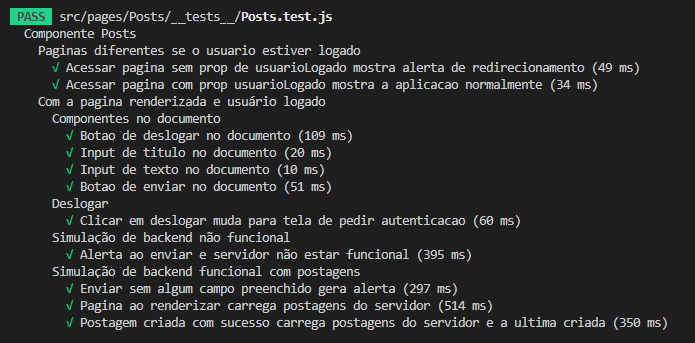 PASS src/pages/Posts/__tests__/Posts.test.js
Componente Posts
Paginas diferentes se o usuario estiver logado
√ Acessar pagina sem prop de usuarioLogado mostra alerta de redirecionamento (49 ms)
√ Acessar pagina com prop usuarioLogado mostra a aplicacao normalmente (34 ms)
Com a pagina renderizada e usuário logado
Componentes no documento
√ Botao de deslogar no documento (109 ms)
√ Input de titulo no documento (20 ms)
√ Input de texto no documento (10 ms)
√ Botao de enviar no documento (51 ms)
Deslogar
√ Clicar em deslogar muda para tela de pedir autenticacao (60 ms)
Simulação de backend não funcional
√ Alerta ao enviar e servidor não estar funcional (395 ms)
Simulação de backend funcional com postagens
√ Enviar sem algum campo preenchido gera alerta (297 ms)
√ Pagina ao renderizar carrega postagens do servidor (514 ms)
√ Postagem criada com sucesso carrega postagens do servidor e a ultima criada (350 ms)